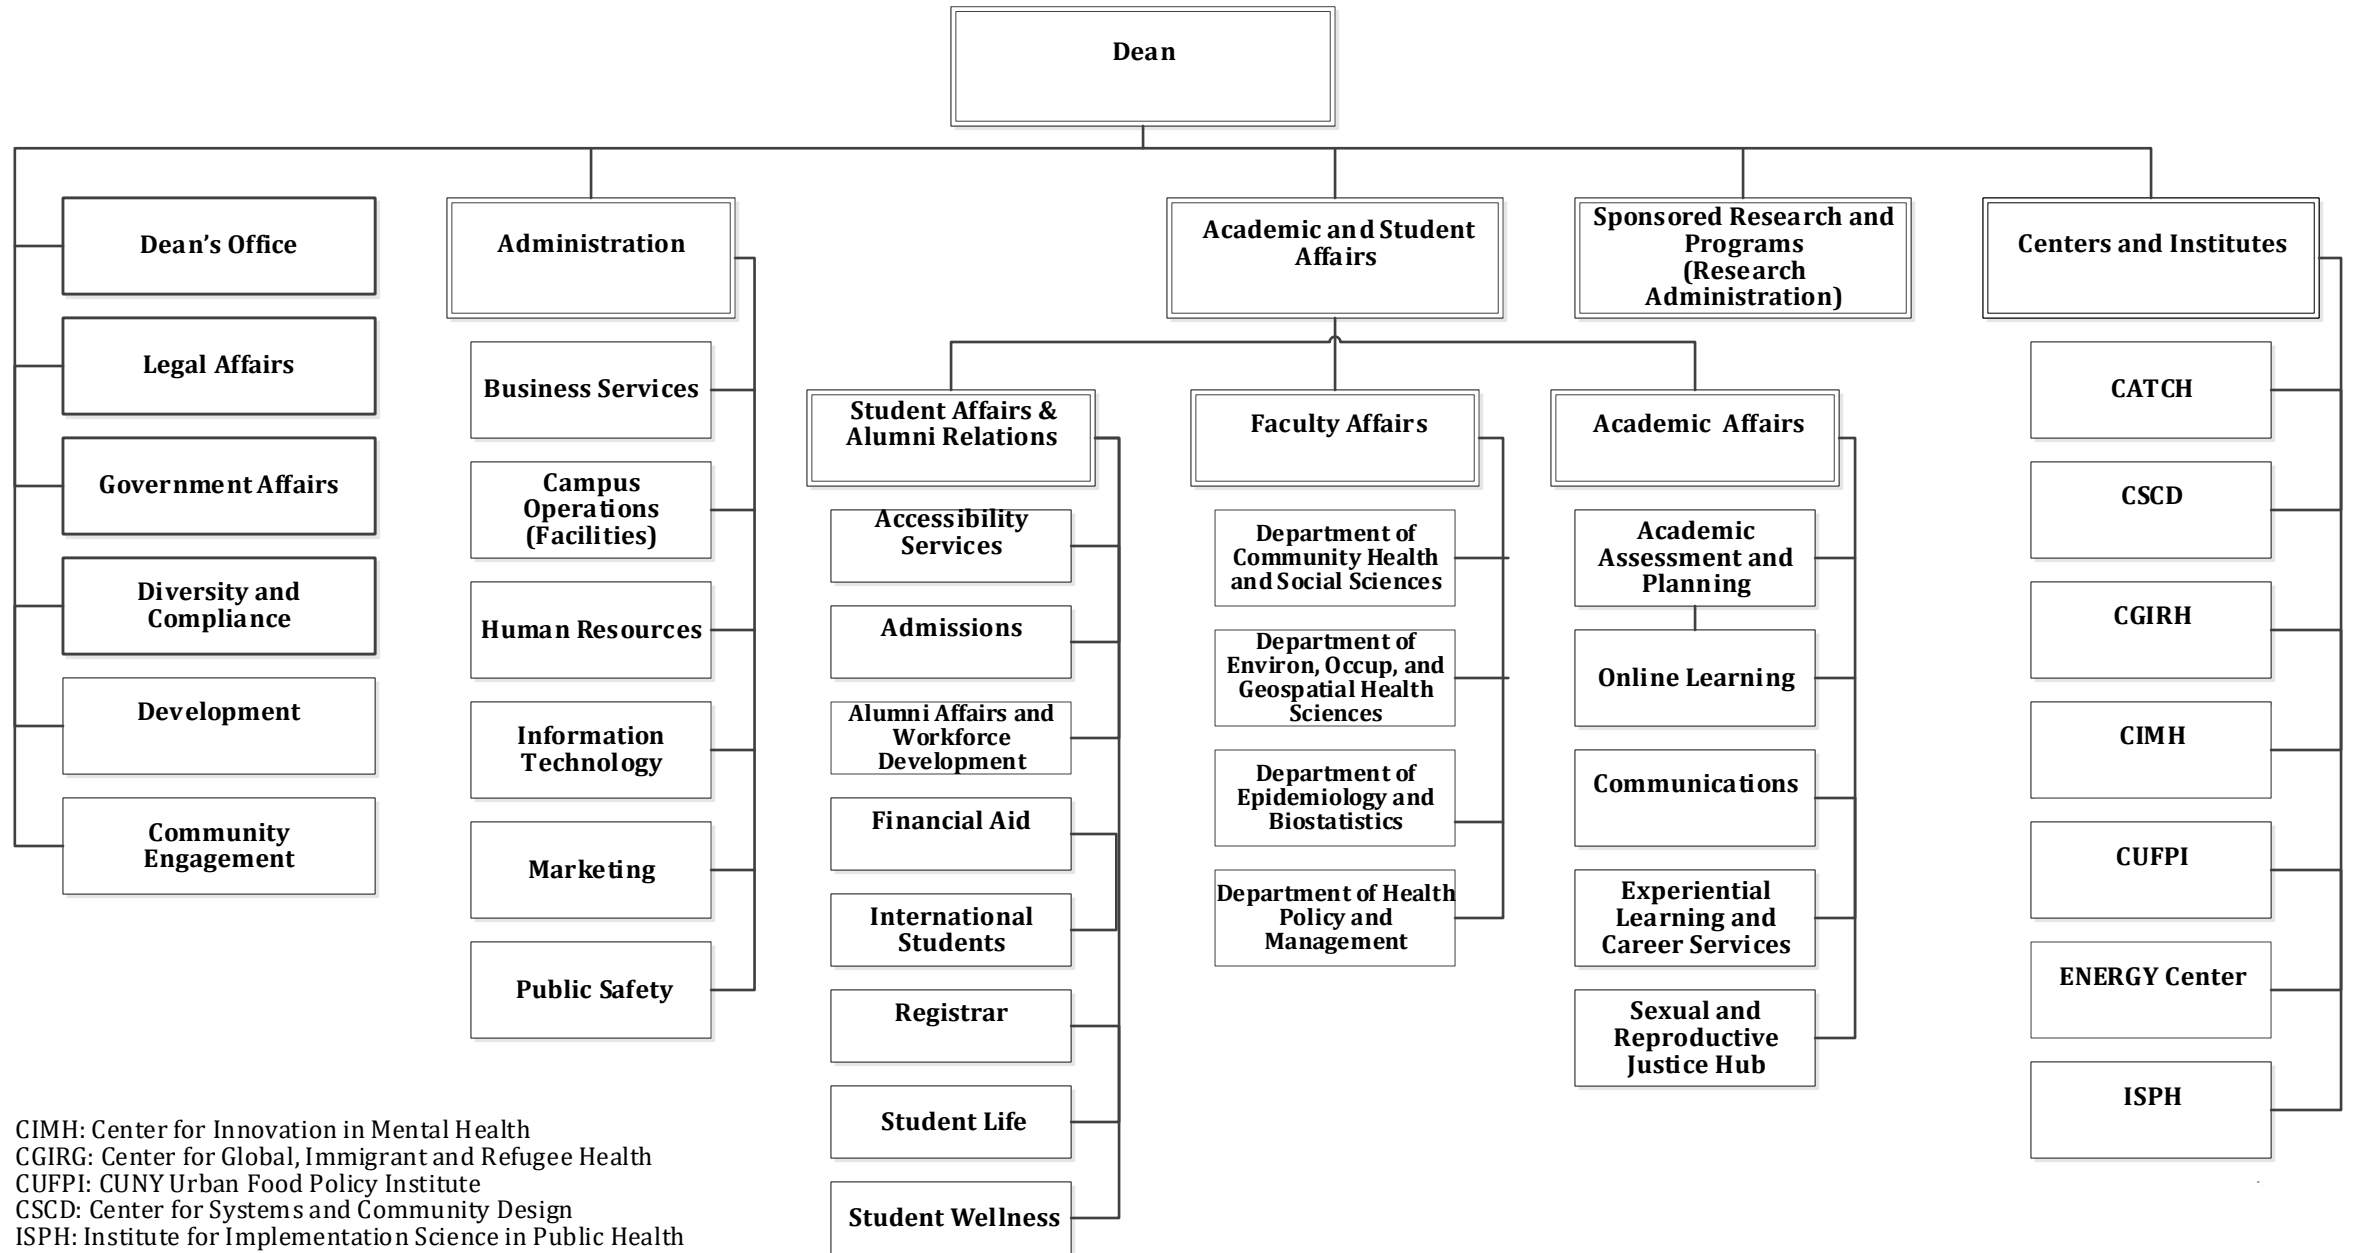 Dean
Dean’s Office
Legal Affairs
Government Affairs
Diversity and
Compliance
Development
Community
Engagement
Administration
Business Services
Campus
Operations
(Facilities)
Human Resources
Information
Technology
Marketing
Public Safety
Academic and Student
Affairs
Student Affairs &
Alumni Relations
Accessibility
Services
Admissions
Alumni Affairs and
Workforce
Development
Financial Aid
International
Students
Registrar
Student Life
Student Wellness
Faculty Affairs
Department of
Community Health
and Social Sciences
Department of
Environ, Occup, and
Geospatial Health
Sciences
Department of
Epidemiology and
Biostatistics
Department of Health
Policy and
Management
Academic Affairs
Academic
Assessment and
Planning
Online Learning
Communications
Experiential
Learning and
Career Services
Sexual and
Reproductive
Justice Hub
Sponsored Research and
Programs
(Research
Administration)
Centers and Institutes
CATCH
CSCD
CGIRH
CIMH
CUFPI
ENERGY Center
ISPH
CIMH: Center for Innovation in Mental Health
CGIRG: Center for Global, Immigrant and Refugee Health
CUFPI: CUNY Urban Food Policy Institute
CSCD: Center for Systems and Community Design
ISPH: Institute for Implementation Science in Public Health